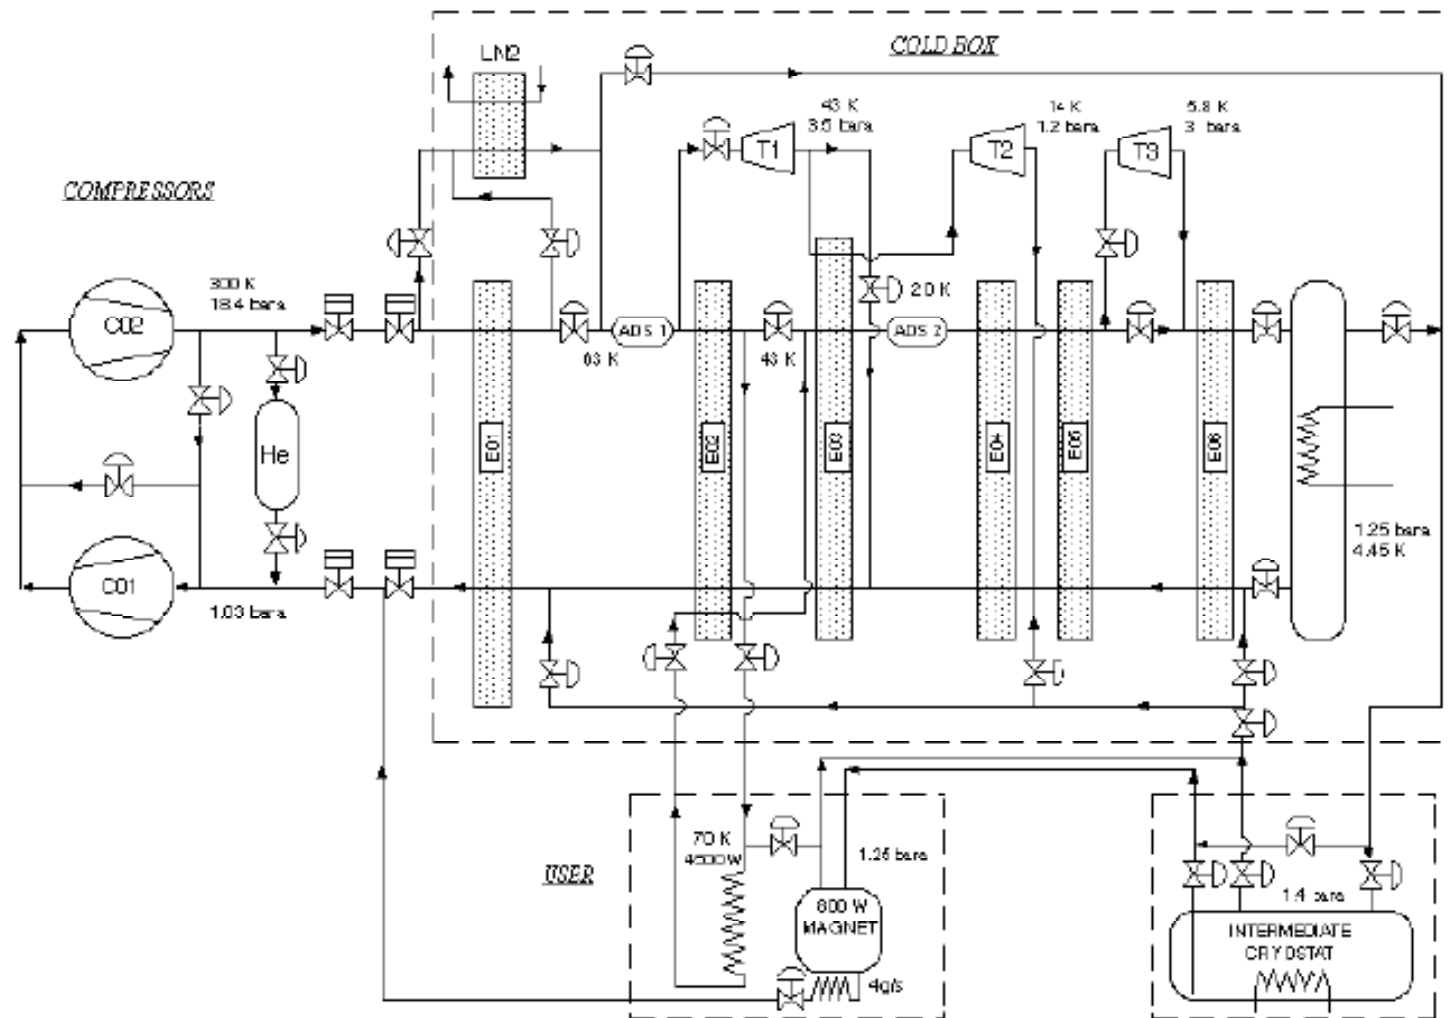 COLD BOX
LN2
43 K
3.5 bara
14 K
1.2 bara
5.8 K
3 bara
T1
T2
T3
COMPRESSORS
300 K
18.4 bara
C02
20 K
ADS 1
ADS 2
63 K
43 K
He
E01
E02
E03
E04
E05
E06
1.25 bara
4.45 K
C01
1.03 bara
70 K
4500 W
1.25 bara
USER
800 W
MAGNET
4g/s
1.4 bara
INTERMEDIATE
CRYOSTAT